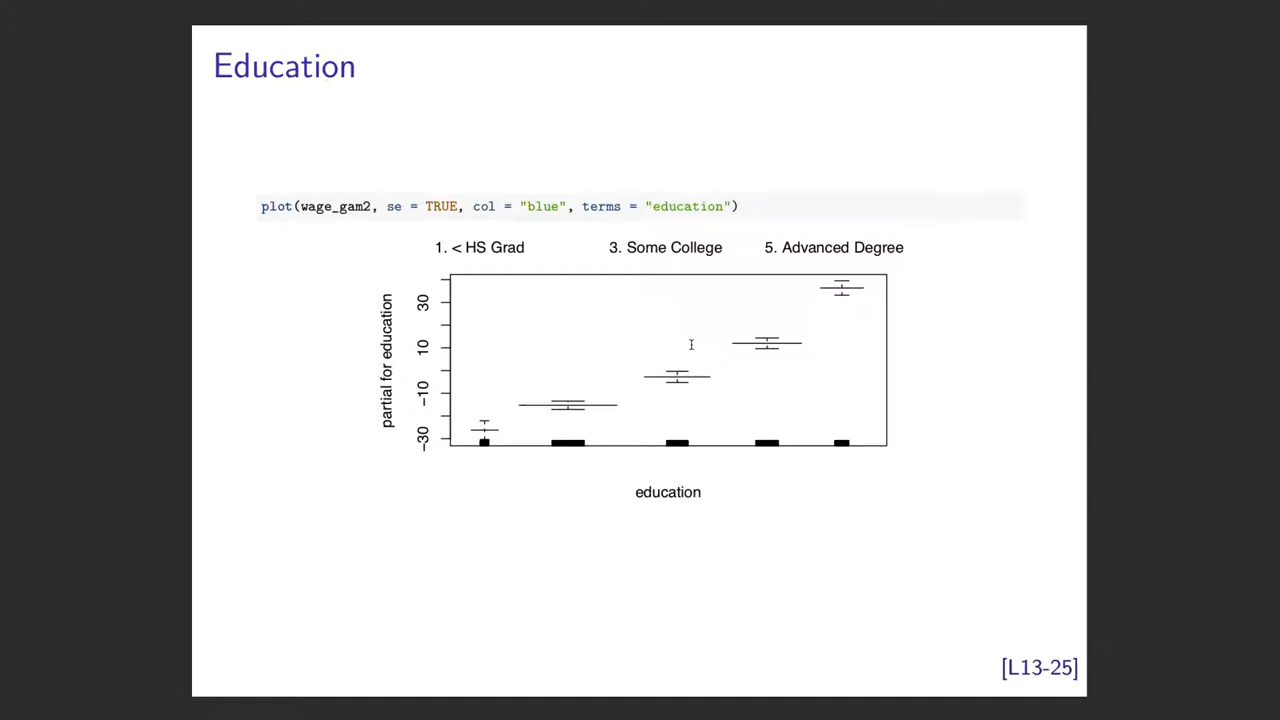 Education
plot(wage_gam2, se = TRUE, col = "blue", terms = "education")
1. < HS Grad 3. Some College 5. Advanced Degree
partial for education
30
10
−10
−30
education
[L13-25]